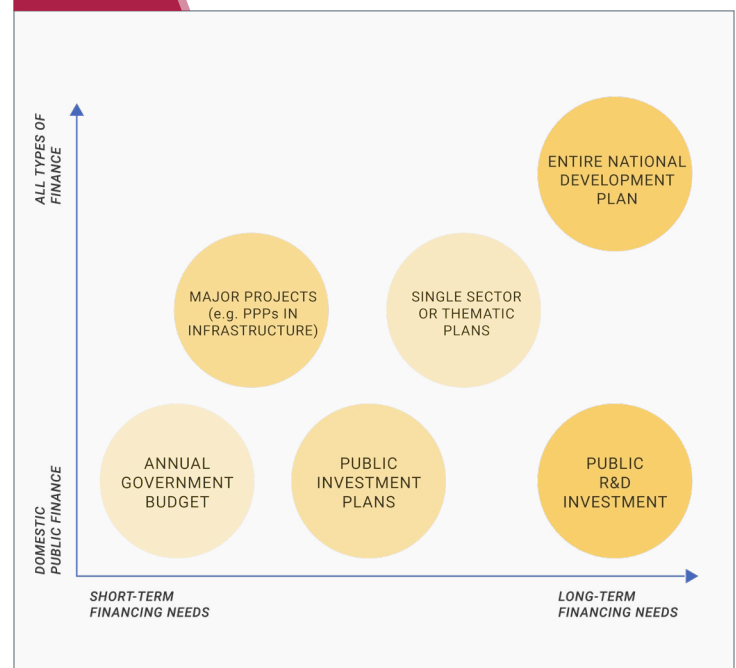 ALL TYPES OF
FINANCE
ENTIRE NATIONAL
DEVELOPMENT
PLAN
MAJOR PROJECTS
(e.g. PPPs IN
INFRASTRUCTURE)
SINGLE SECTOR
OR THEMATIC
PLANS
ANNUAL
GOVERNMENT
BUDGET
PUBLIC
INVESTMENT
PLANS
PUBLIC
R&D
INVESTMENT
DOMESTIC
PUBLIC FINANCE
SHORT-TERM
FINANCING NEEDS
LONG-TERM
FINANCING NEEDS